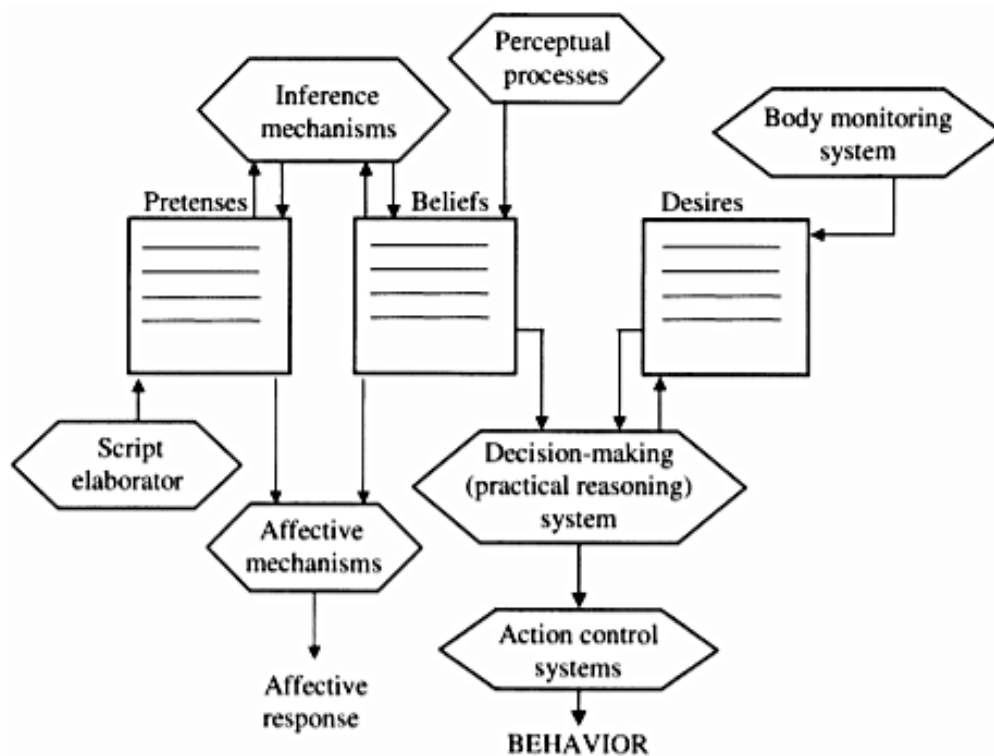 Perceptual
processes
Inference
mechanisms
Body monitoring
system
Pretenses
Beliefs
Desires
Script
elaborator
Decision-making
(practical reasoning)
system
Affective
mechanisms
Action control
systems
Affective
response
BEHAVIOR